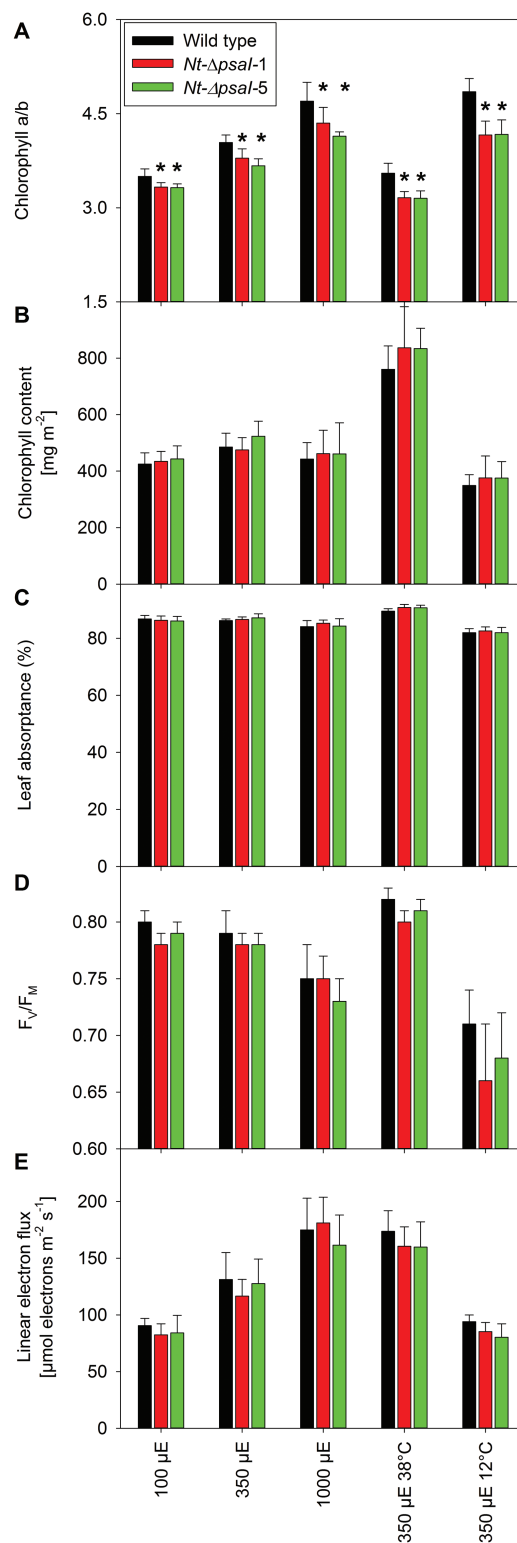 A
6.0
4.5
3.0
1.5
Chlorophyll a/b
Wild type
Nt-Δpsal-1
Nt-Δpsal-5
* *
* *
* *
* *
* *
B
800
600
400
200
0
Chlorophyll content
[mg m-2]
C
80
60
40
20
0
Leaf absorptance (%)
D
0.80
0.75
0.70
0.65
0.60
FV/FM
E
200
150
100
50
0
Linear electron flux
[µmol electrons m-2 s-1]
100 µE
350 µE
1000 µE
350 µE 38°C
350 µE 12°C